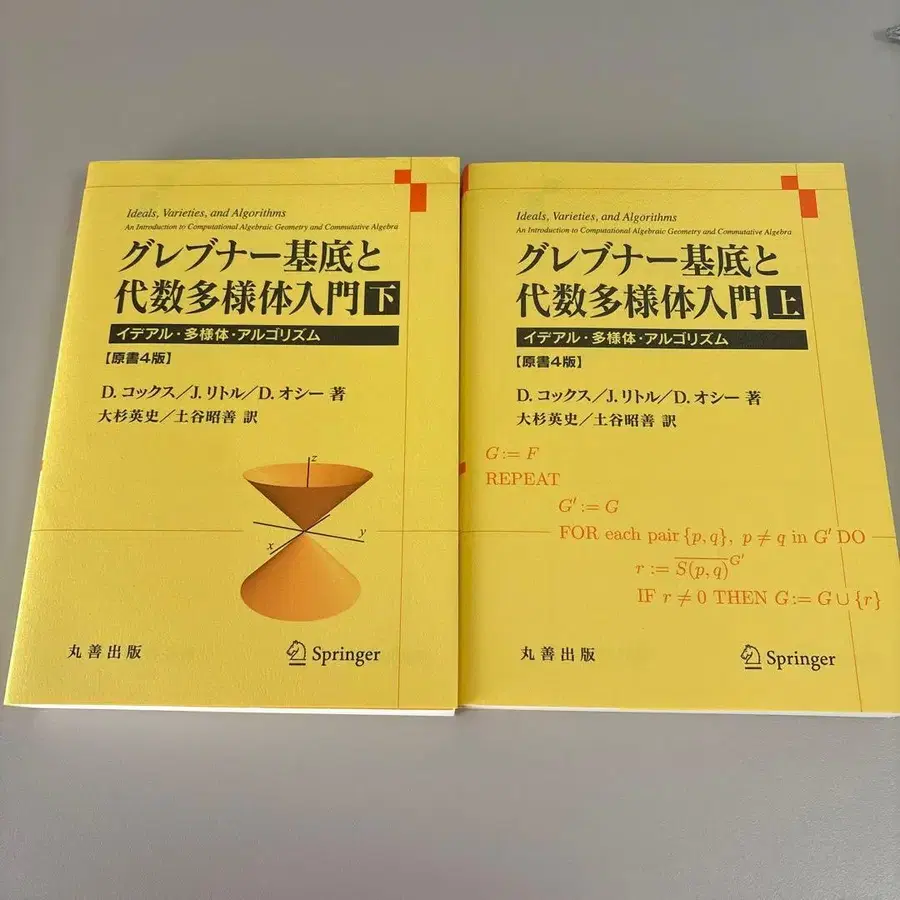 Ideals, Varieties, and Algorithms
An Introduction to Computational Algebraic Geometry and Commutative Algebra
グレブナー基底と
代数多様体入門 下
イデアル・多様体・アルゴリズム
【原書4版】
D. コックス/J. リトル/D. オシー 著
大杉英史/土谷昭善 訳
z
y
x
丸善出版
Springer
Ideals, Varieties, and Algorithms
An Introduction to Computational Algebraic Geometry and Commutative Algebra
グレブナー基底と
代数多様体入門 上
イデアル・多様体・アルゴリズム
【原書4版】
D. コックス/J. リトル/D. オシー 著
大杉英史/土谷昭善 訳
G := F
REPEAT
G′ := G
FOR each pair {p, q}, p ≠ q in G′ DO
r := \overline{S(p, q)}^{G′}
IF r ≠ 0 THEN G := G ∪ {r}
丸善出版
Springer